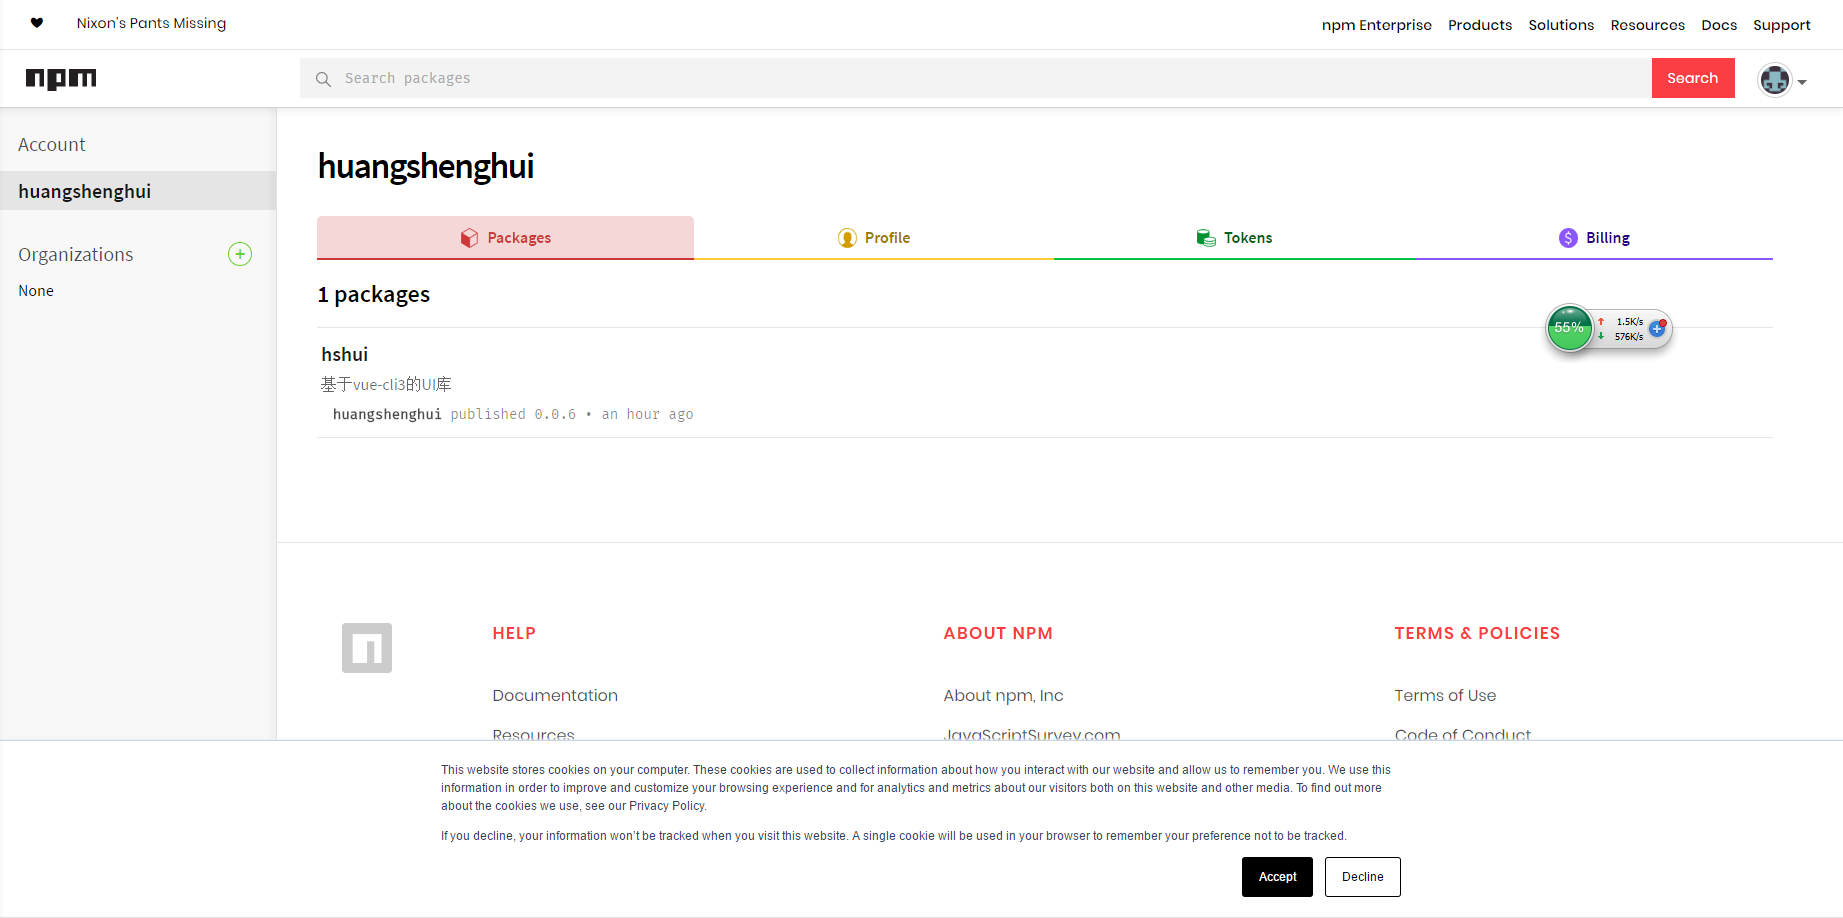 Nixon's Pants Missing
npm Enterprise Products Solutions Resources Docs Support
npm
Search packages
Search
Account
huangshenghui
Organizations
None
huangshenghui
Packages
Profile
Tokens
Billing
1 packages
55%
1.5K/s
576K/s
hshui
基于vue-cli3的UI库
huangshenghui published 0.0.6 • an hour ago
HELP
Documentation
Resources
ABOUT NPM
About npm, Inc
JavaScriptSurvey.com
TERMS & POLICIES
Terms of Use
Code of Conduct
This website stores cookies on your computer. These cookies are used to collect information about how you interact with our website and allow us to remember you. We use this
information in order to improve and customize your browsing experience and for analytics and metrics about our visitors both on this website and other media. To find out more
about the cookies we use, see our Privacy Policy.
If you decline, your information won't be tracked when you visit this website. A single cookie will be used in your browser to remember your preference not to be tracked.
Accept
Decline